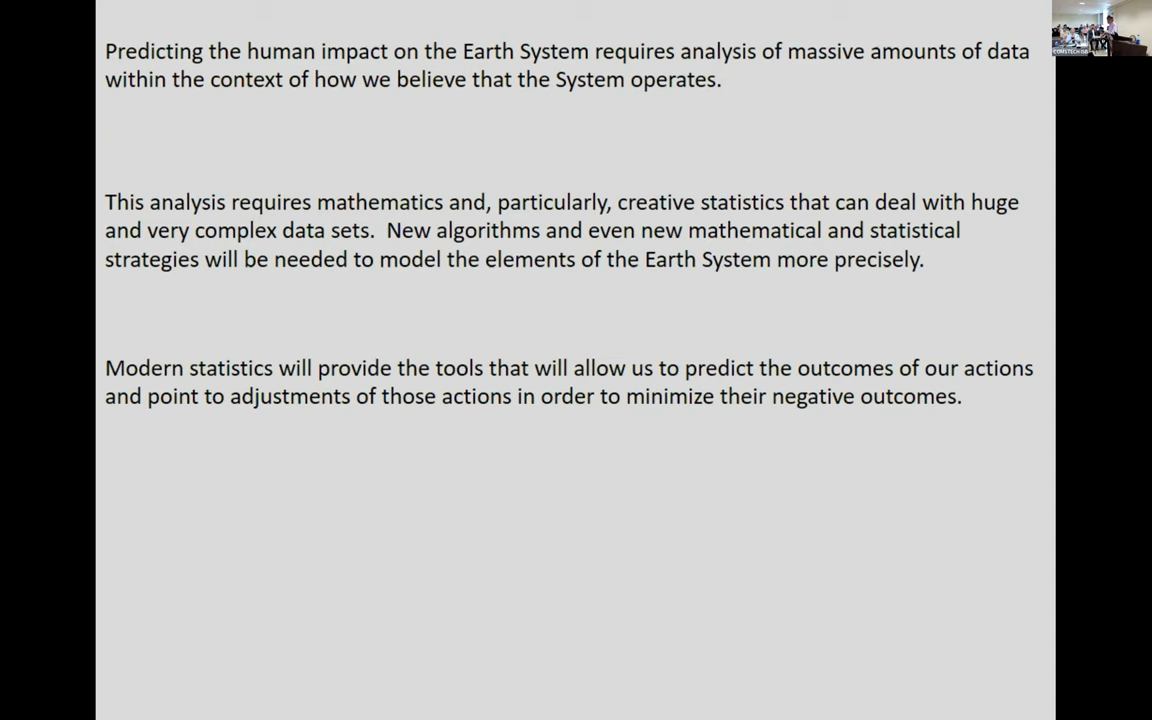 Predicting the human impact on the Earth System requires analysis of massive amounts of data
within the context of how we believe that the System operates.
This analysis requires mathematics and, particularly, creative statistics that can deal with huge
and very complex data sets.  New algorithms and even new mathematical and statistical
strategies will be needed to model the elements of the Earth System more precisely.
Modern statistics will provide the tools that will allow us to predict the outcomes of our actions
and point to adjustments of those actions in order to minimize their negative outcomes.